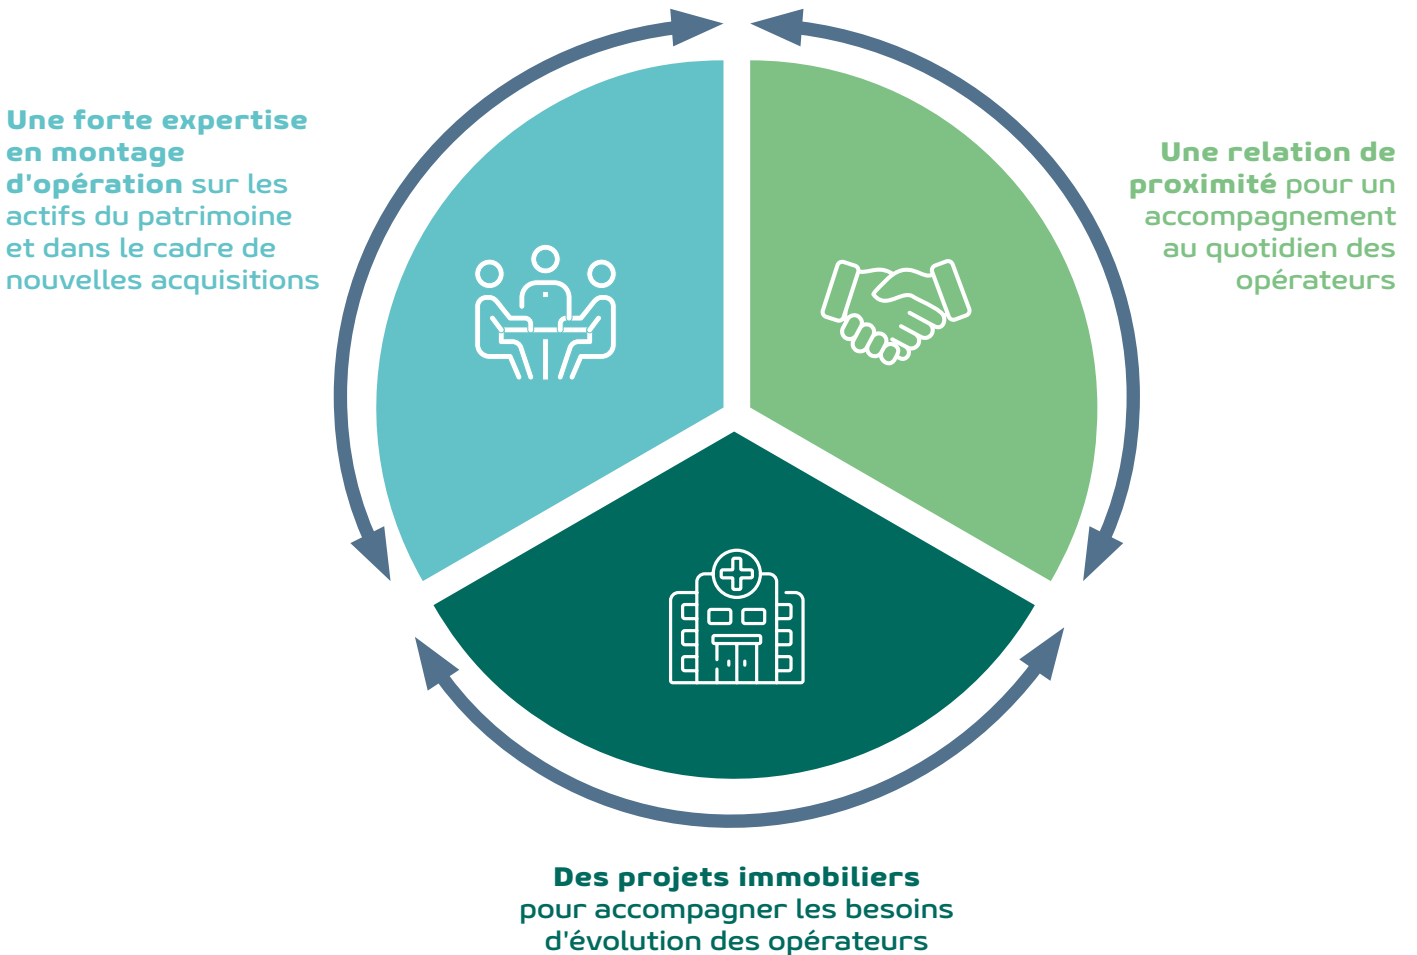 Une forte expertise
en montage
d'opération sur les
actifs du patrimoine
et dans le cadre de
nouvelles acquisitions
Une relation de
proximité pour un
accompagnement
au quotidien des
opérateurs
Des projets immobiliers
pour accompagner les besoins
d'évolution des opérateurs